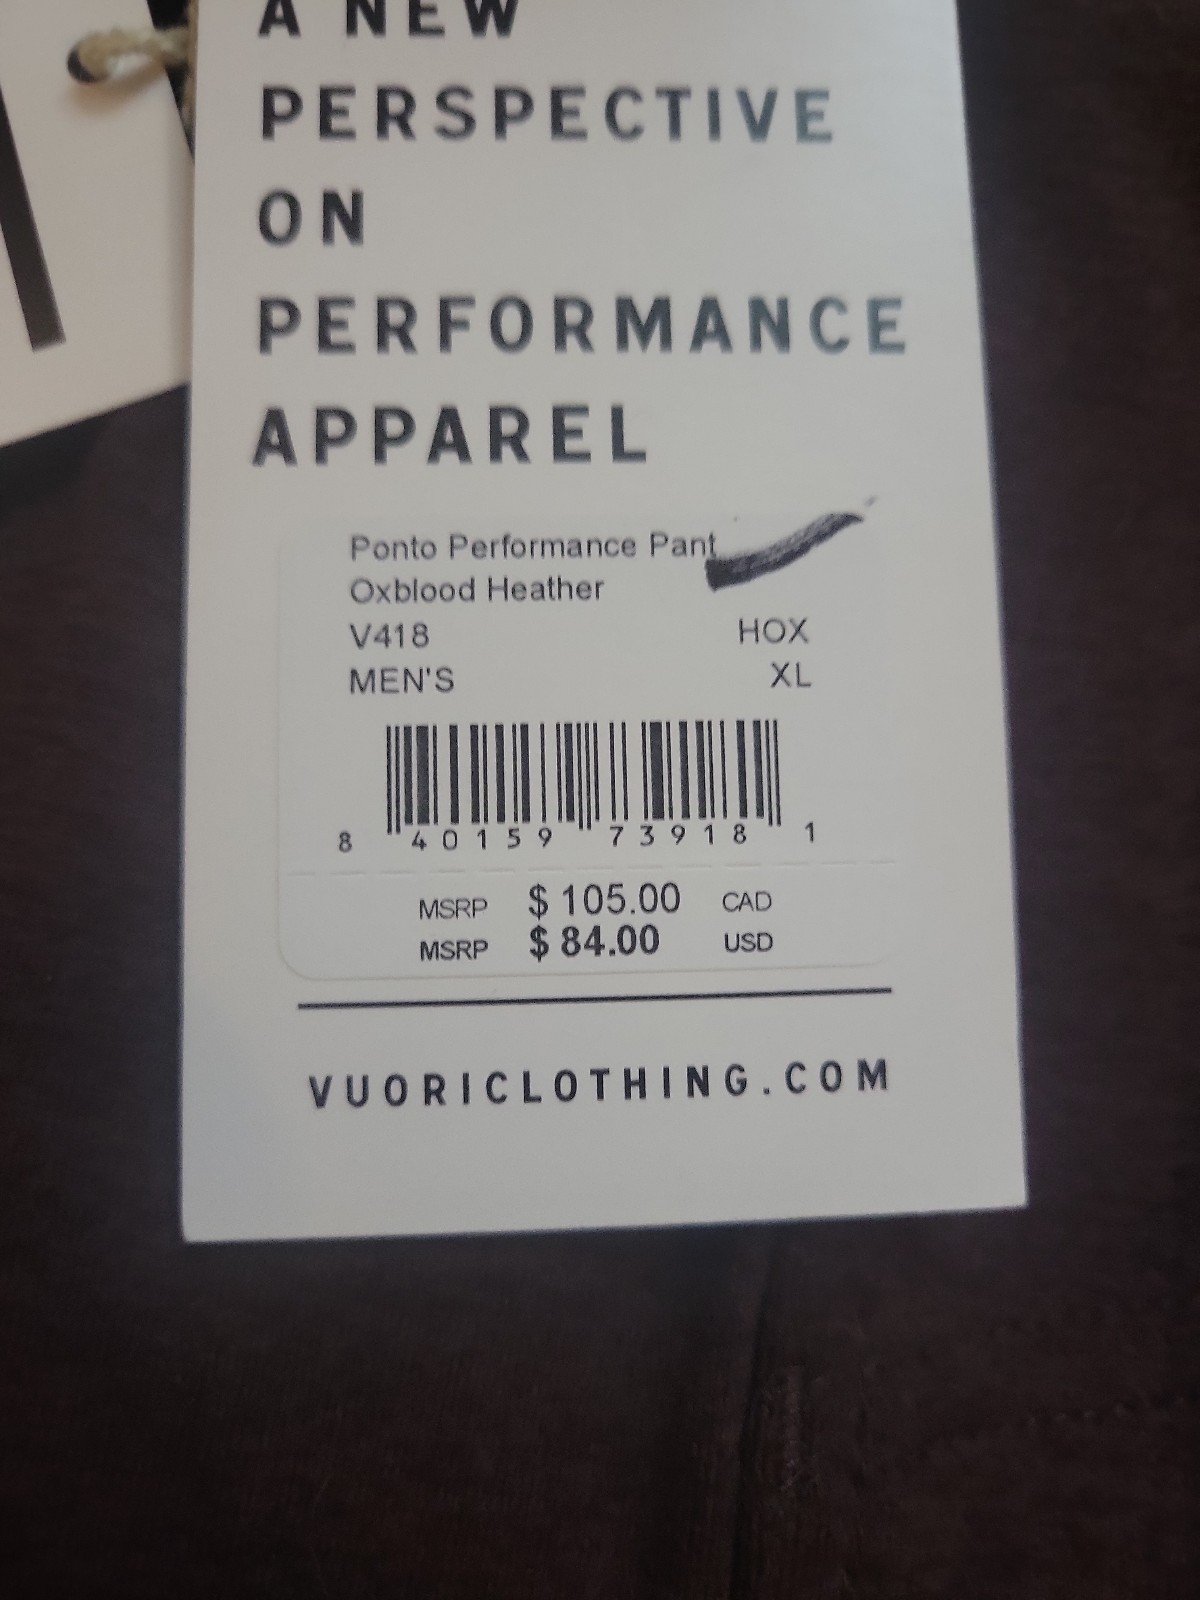 A NEW
PERSPECTIVE
ON
PERFORMANCE
APPAREL
Ponto Performance Pant
Oxblood Heather
V418 HOX
MEN'S XL
8 40159 73918 1
MSRP $ 105.00 CAD
MSRP $ 84.00 USD
VUORICLOTHING.COM